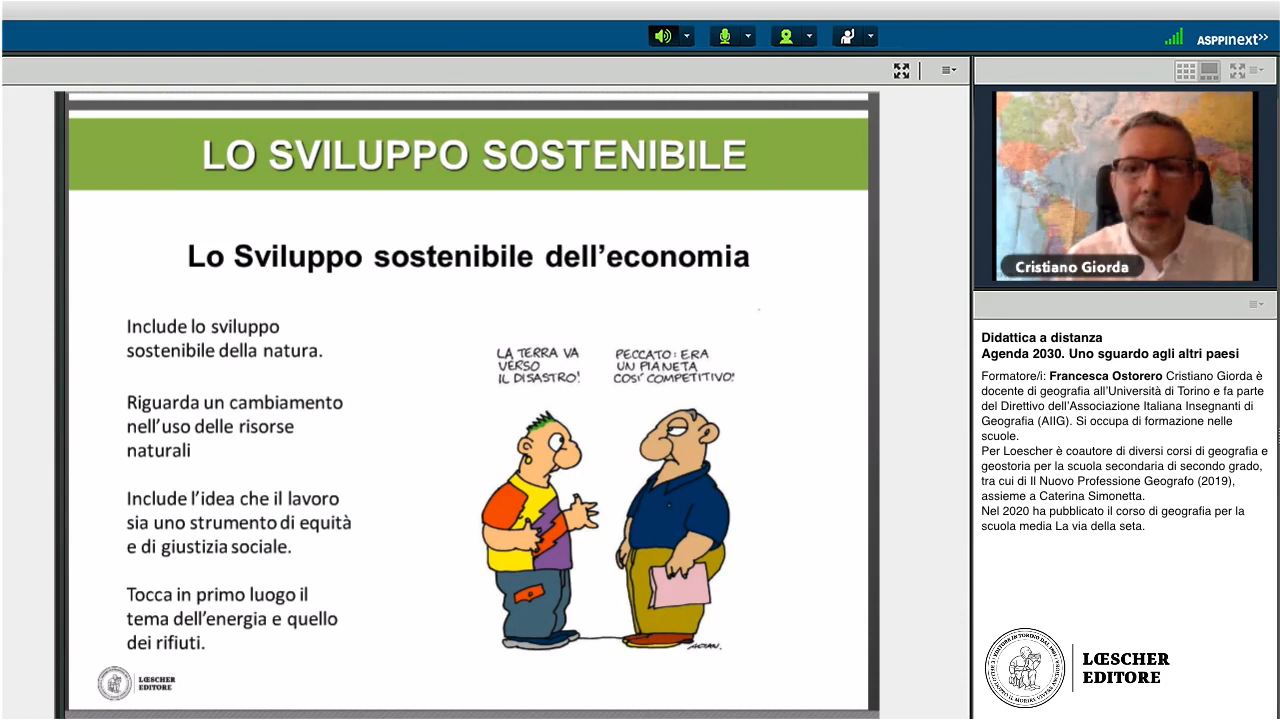 ASPPInext>>
LO SVILUPPO SOSTENIBILE
Lo Sviluppo sostenibile dell'economia
Include lo sviluppo
sostenibile della natura.
Riguarda un cambiamento
nell'uso delle risorse
naturali
Include l'idea che il lavoro
sia uno strumento di equità
e di giustizia sociale.
Tocca in primo luogo il
tema dell'energia e quello
dei rifiuti.
LA TERRA VA
VERSO
IL DISASTRO!
PECCATO: ERA
UN PIANETA
COSI' COMPETITIVO!
LŒSCHER
EDITORE
Cristiano Giorda
Didattica a distanza
Agenda 2030. Uno sguardo agli altri paesi
Formatore/i: Francesca Ostorero Cristiano Giorda è
docente di geografia all'Università di Torino e fa parte
del Direttivo dell'Associazione Italiana Insegnanti di
Geografia (AIIG). Si occupa di formazione nelle
scuole.
Per Loescher è coautore di diversi corsi di geografia e
geostoria per la scuola secondaria di secondo grado,
tra cui di Il Nuovo Professione Geografo (2019),
assieme a Caterina Simonetta.
Nel 2020 ha pubblicato il corso di geografia per la
scuola media La via della seta.
LŒSCHER
EDITORE